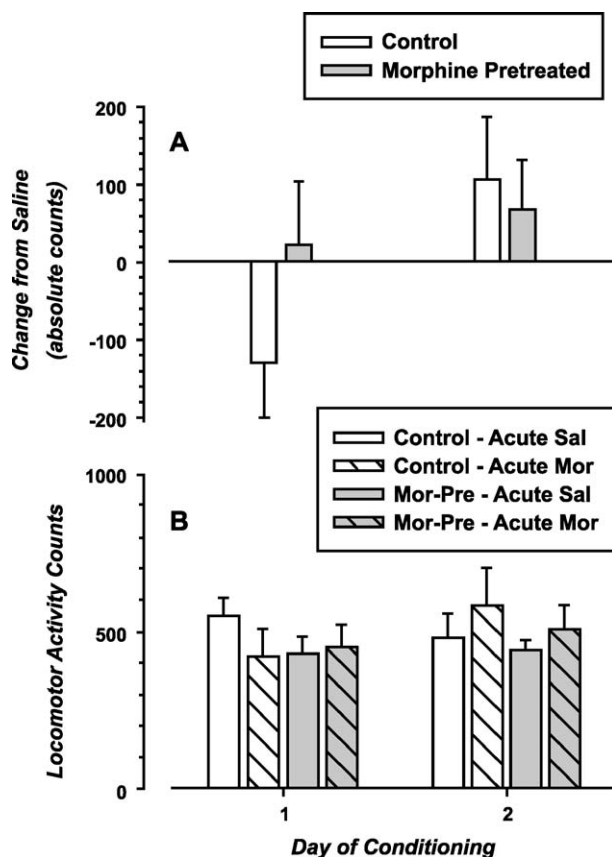 Control
Morphine Pretreated
A
Change from Saline
(absolute counts)
200
100
0
-100
-200
Control - Acute Sal
Control - Acute Mor
Mor-Pre - Acute Sal
Mor-Pre - Acute Mor
B
Locomotor Activity Counts
1000
500
0
1 2
Day of Conditioning